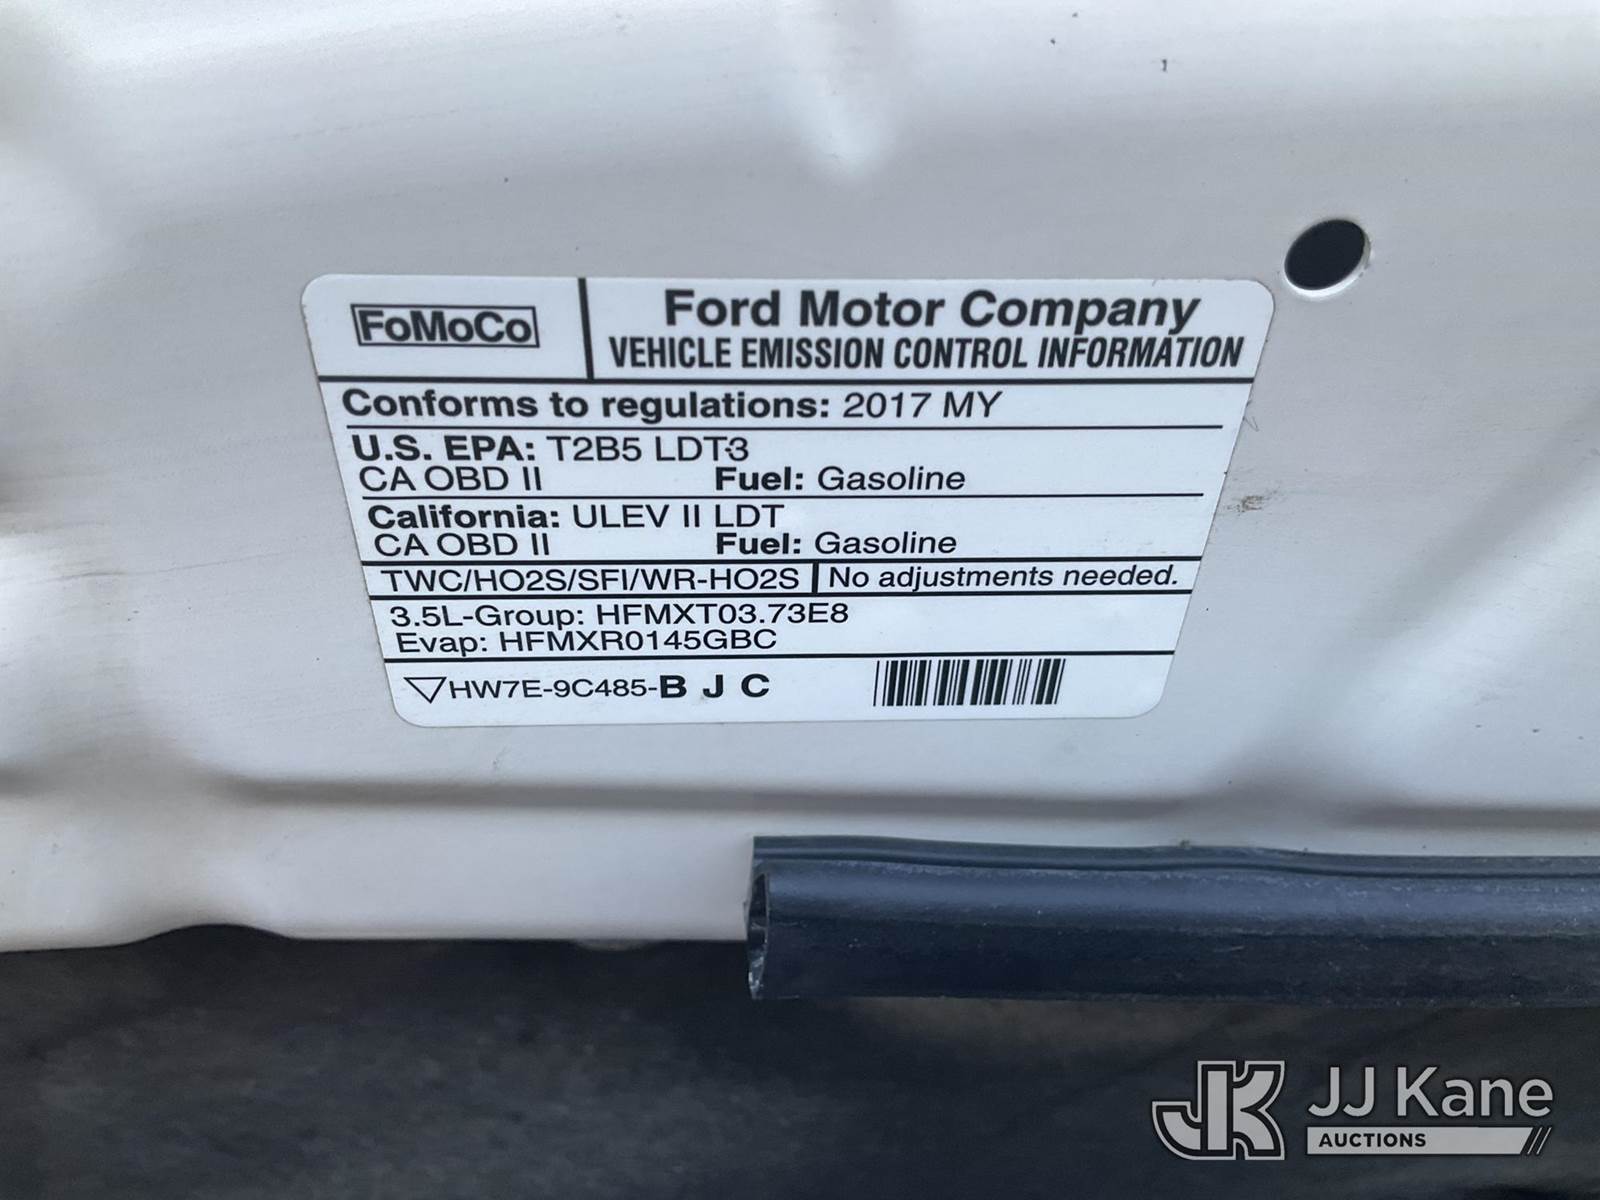 FoMoCo
Ford Motor Company
VEHICLE EMISSION CONTROL INFORMATION
Conforms to regulations: 2017 MY
U.S. EPA: T2B5 LDT3
CA OBD II Fuel: Gasoline
California: ULEV II LDT
CA OBD II Fuel: Gasoline
TWC/HO2S/SFI/WR-HO2S No adjustments needed.
3.5L-Group: HFMXT03.73E8
Evap: HFMXR0145GBC
HW7E-9C485-B J C
JK JJ Kane
AUCTIONS